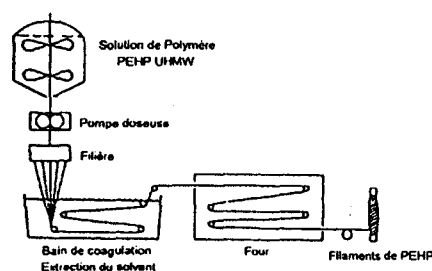 Solution de Polymère
PEHP UHMW
Pompe doseuse
Filière
Bain de coagulation
Extraction du solvant
Four
Filaments de PEHP